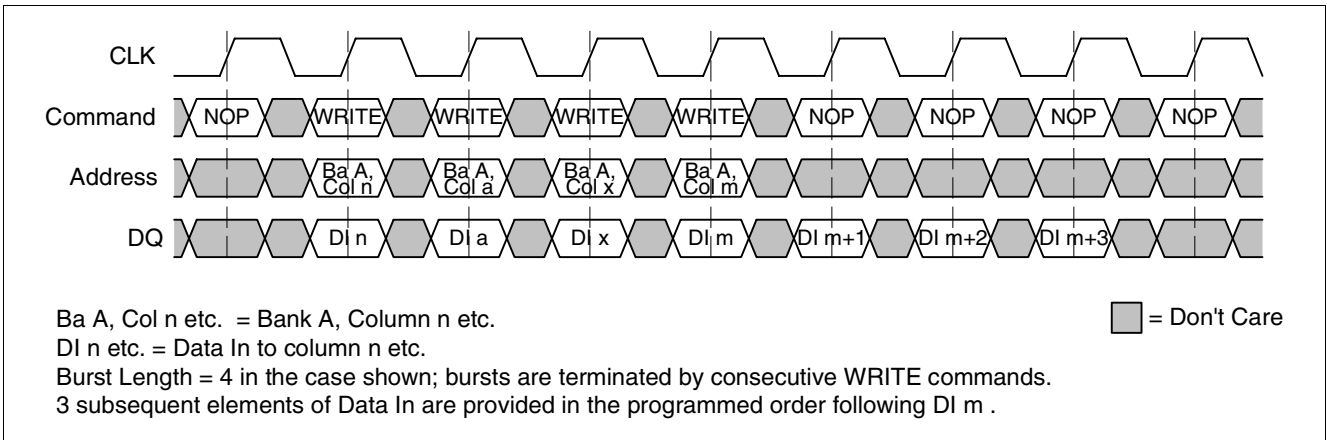 CLK
Command NOP WRITE WRITE WRITE WRITE NOP NOP NOP NOP
Address Ba A, Col n Ba A, Col a Ba A, Col x Ba A, Col m
DQ DI n DI a DI x DI m DI m+1 DI m+2 DI m+3
Ba A, Col n etc. = Bank A, Column n etc.
= Don't Care
DI n etc. = Data In to column n etc.
Burst Length = 4 in the case shown; bursts are terminated by consecutive WRITE commands.
3 subsequent elements of Data In are provided in the programmed order following DI m .